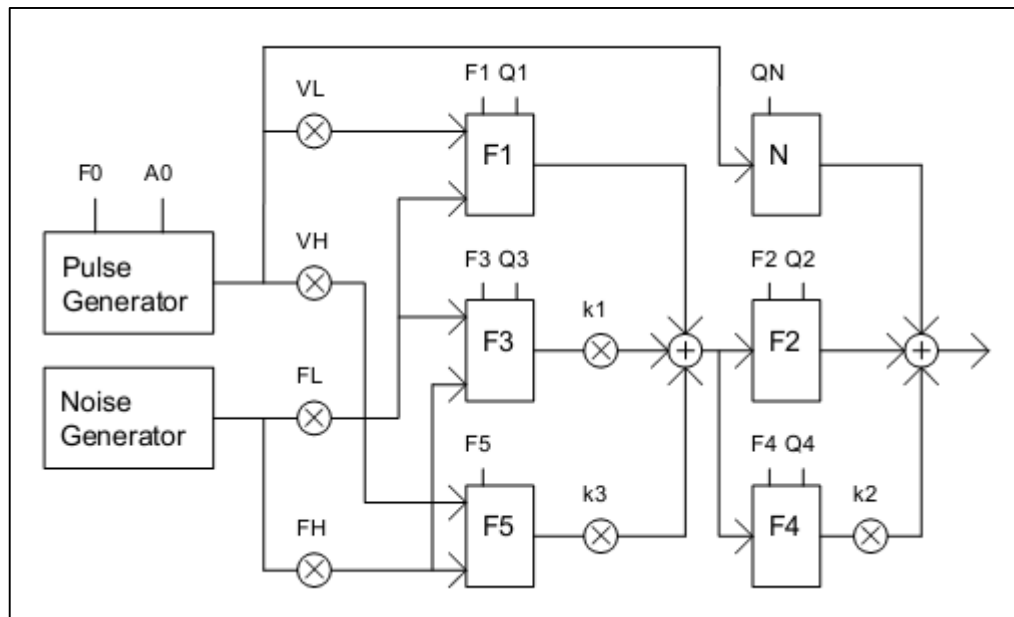 F1 Q1
QN
VL
F1
N
F0 A0
Pulse
Generator
VH
F3 Q3
F2 Q2
k1
F3
F2
Noise
Generator
FL
F5
F4 Q4
k3
k2
FH
F5
F4